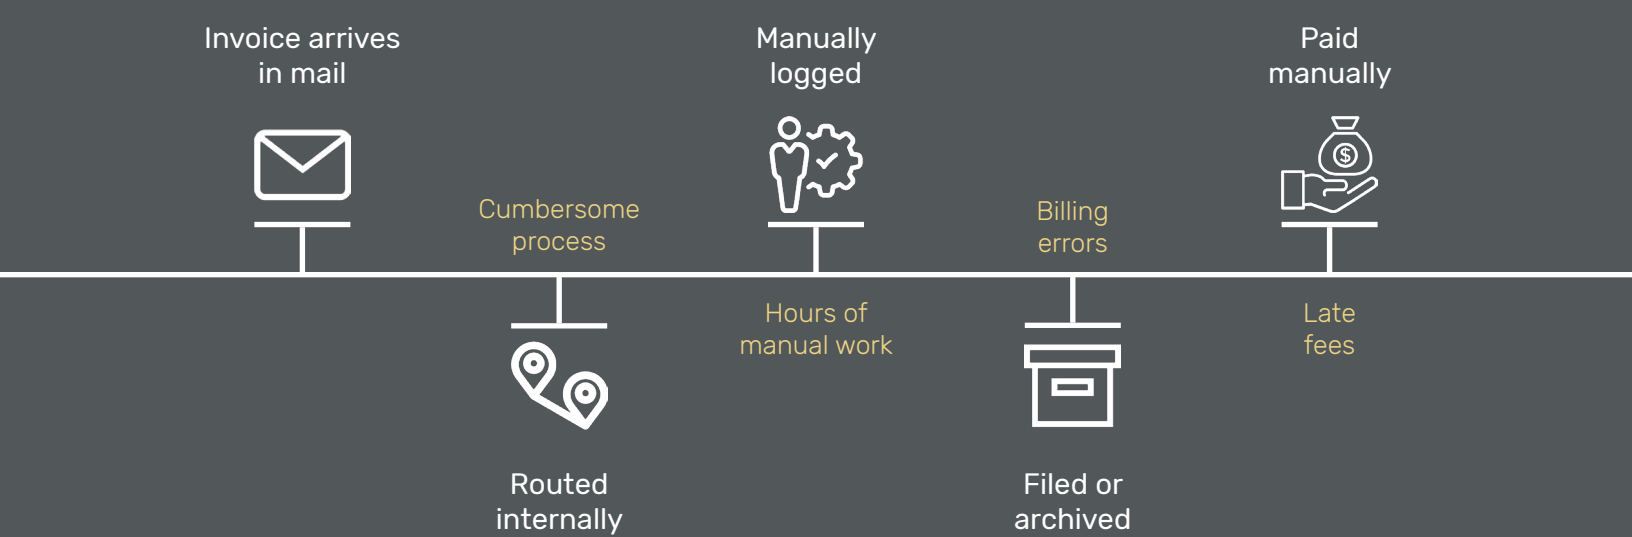 Invoice arrives
in mail
Cumbersome
process
Routed
internally
Manually
logged
Hours of
manual work
Billing
errors
Filed or
archived
Paid
manually
$
Late
fees